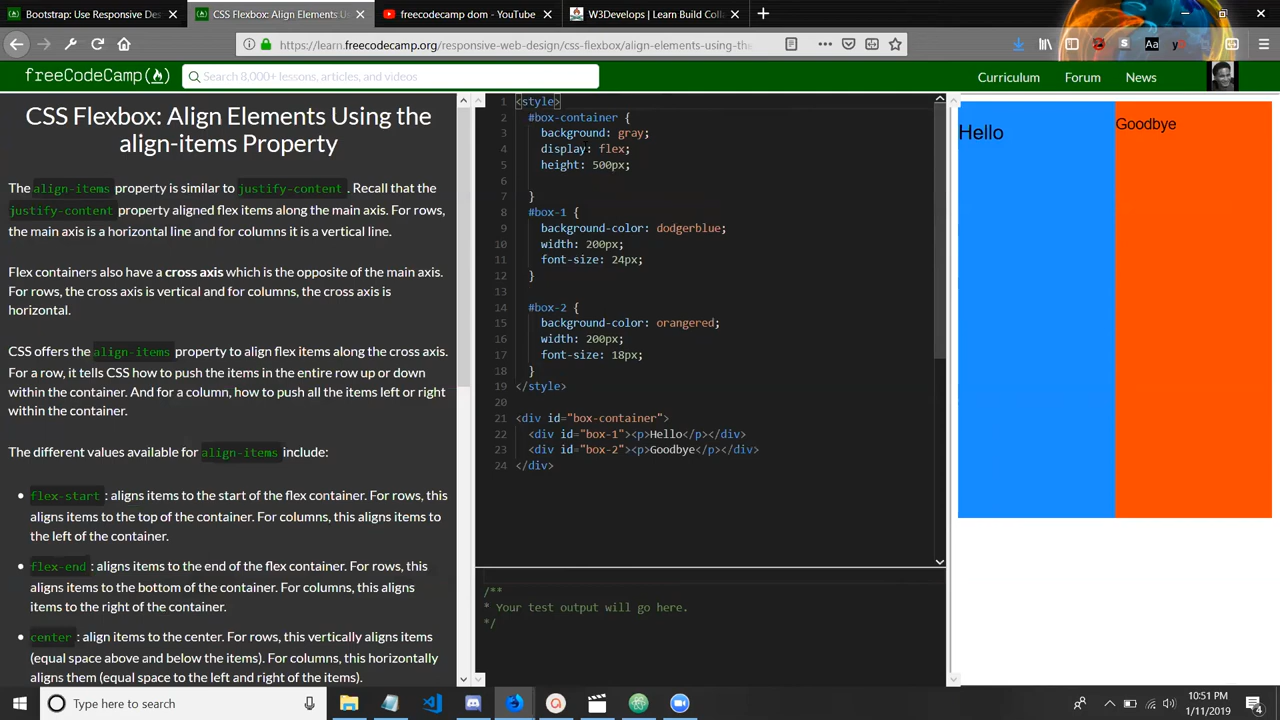 Bootstrap: Use Responsive Des
CSS Flexbox: Align Elements Us
freecodecamp dom - YouTube
W3Develops | Learn Build Colla
https://learn.freecodecamp.org/responsive-web-design/css-flexbox/align-elements-using-the-
freeCodeCamp
Search 8,000+ lessons, articles, and videos
Curriculum
Forum
News
CSS Flexbox: Align Elements Using the
align-items Property
The align-items property is similar to justify-content . Recall that the
justify-content property aligned flex items along the main axis. For rows,
the main axis is a horizontal line and for columns it is a vertical line.
Flex containers also have a cross axis which is the opposite of the main axis.
For rows, the cross axis is vertical and for columns, the cross axis is
horizontal.
CSS offers the align-items property to align flex items along the cross axis.
For a row, it tells CSS how to push the items in the entire row up or down
within the container. And for a column, how to push all the items left or right
within the container.
The different values available for align-items include:
flex-start : aligns items to the start of the flex container. For rows, this
aligns items to the top of the container. For columns, this aligns items to
the left of the container.
flex-end : aligns items to the end of the flex container. For rows, this
aligns items to the bottom of the container. For columns, this aligns
items to the right of the container.
center : align items to the center. For rows, this vertically aligns items
(equal space above and below the items). For columns, this horizontally
aligns them (equal space to the left and right of the items).
1 <style>
2 #box-container {
3 background: gray;
4 display: flex;
5 height: 500px;
6
7 }
8 #box-1 {
9 background-color: dodgerblue;
10 width: 200px;
11 font-size: 24px;
12 }
13
14 #box-2 {
15 background-color: orangered;
16 width: 200px;
17 font-size: 18px;
18 }
19 </style>
20
21 <div id="box-container">
22 <div id="box-1"><p>Hello</p></div>
23 <div id="box-2"><p>Goodbye</p></div>
24 </div>
/**
* Your test output will go here.
*/
Hello
Goodbye
Type here to search
10:51 PM
1/11/2019
4